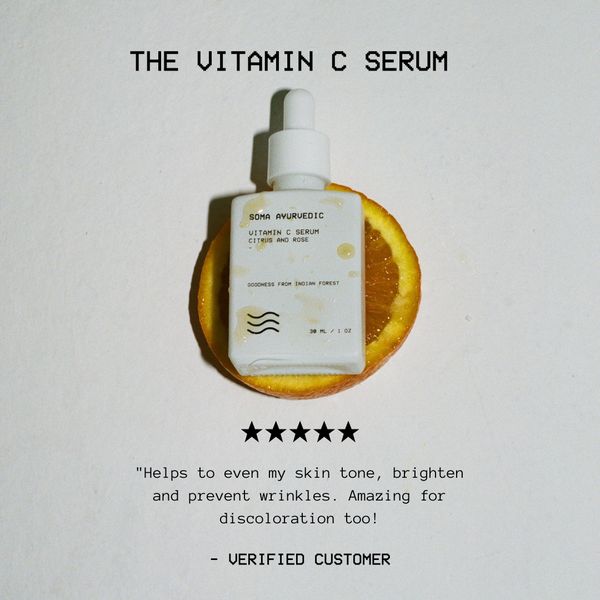 THE VITAMIN C SERUM
SOMA AYURVEDIC
VITAMIN C SERUM
CITRUS AND ROSE
-
GOODNESS FROM INDIAN FOREST
30 ML / 1 OZ
★★★★★
"Helps to even my skin tone, brighten
and prevent wrinkles. Amazing for
discoloration too!
- VERIFIED CUSTOMER